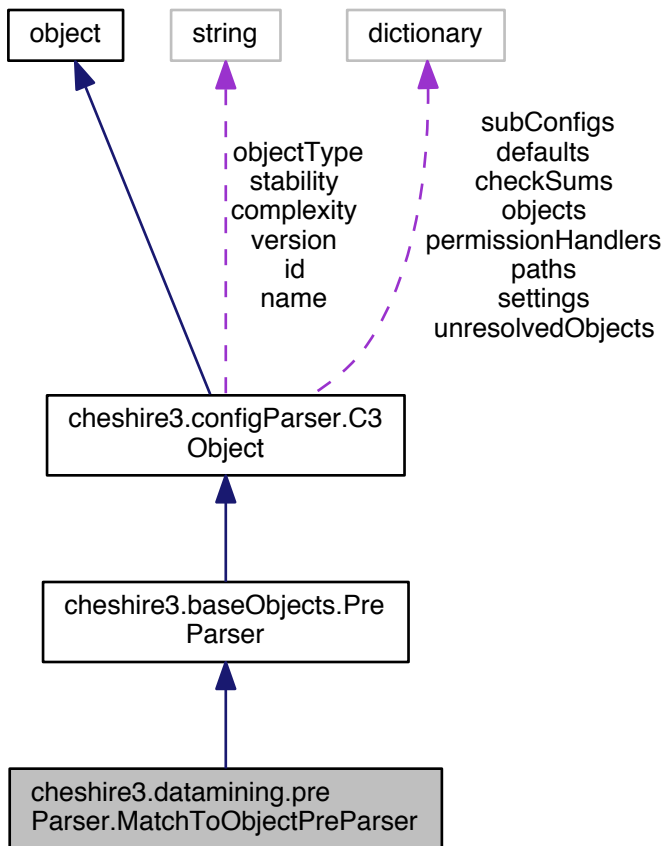 object
string
dictionary
objectType
stability
complexity
version
id
name
subConfigs
defaults
checkSums
objects
permissionHandlers
paths
settings
unresolvedObjects
cheshire3.configParser.C3
Object
cheshire3.baseObjects.Pre
Parser
cheshire3.datamining.pre
Parser.MatchToObjectPreParser